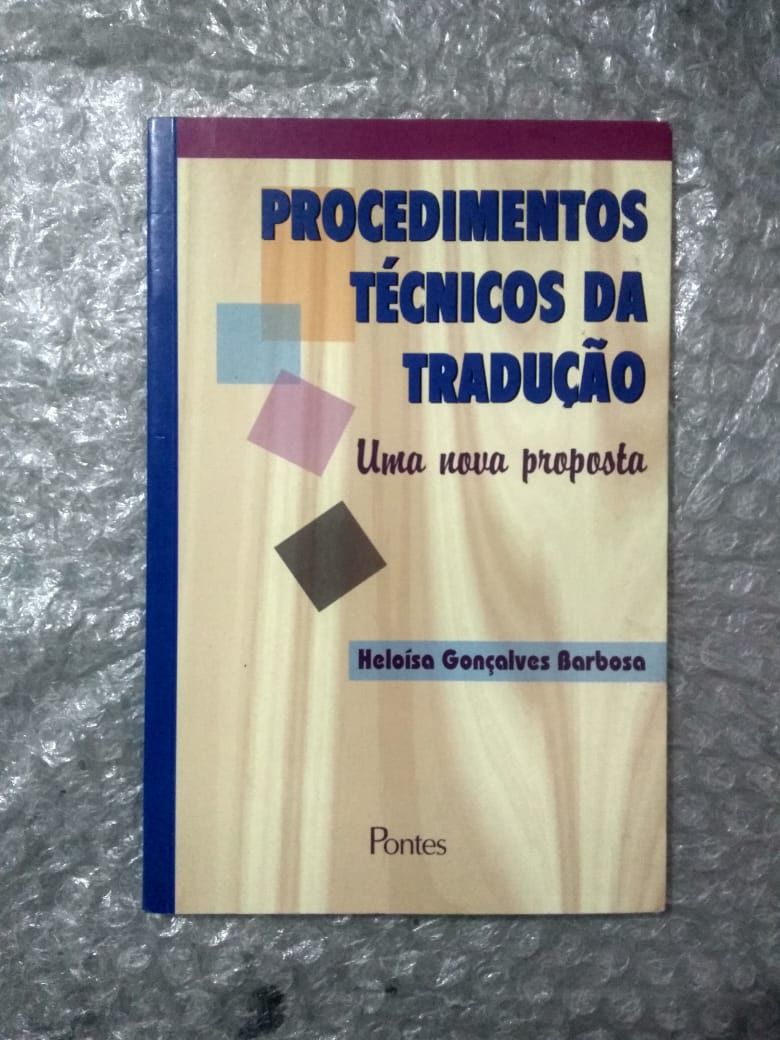 PROCEDIMENTOS
TÉCNICOS DA
TRADUÇÃO
Uma nova proposta
Heloísa Gonçalves Barbosa
Pontes